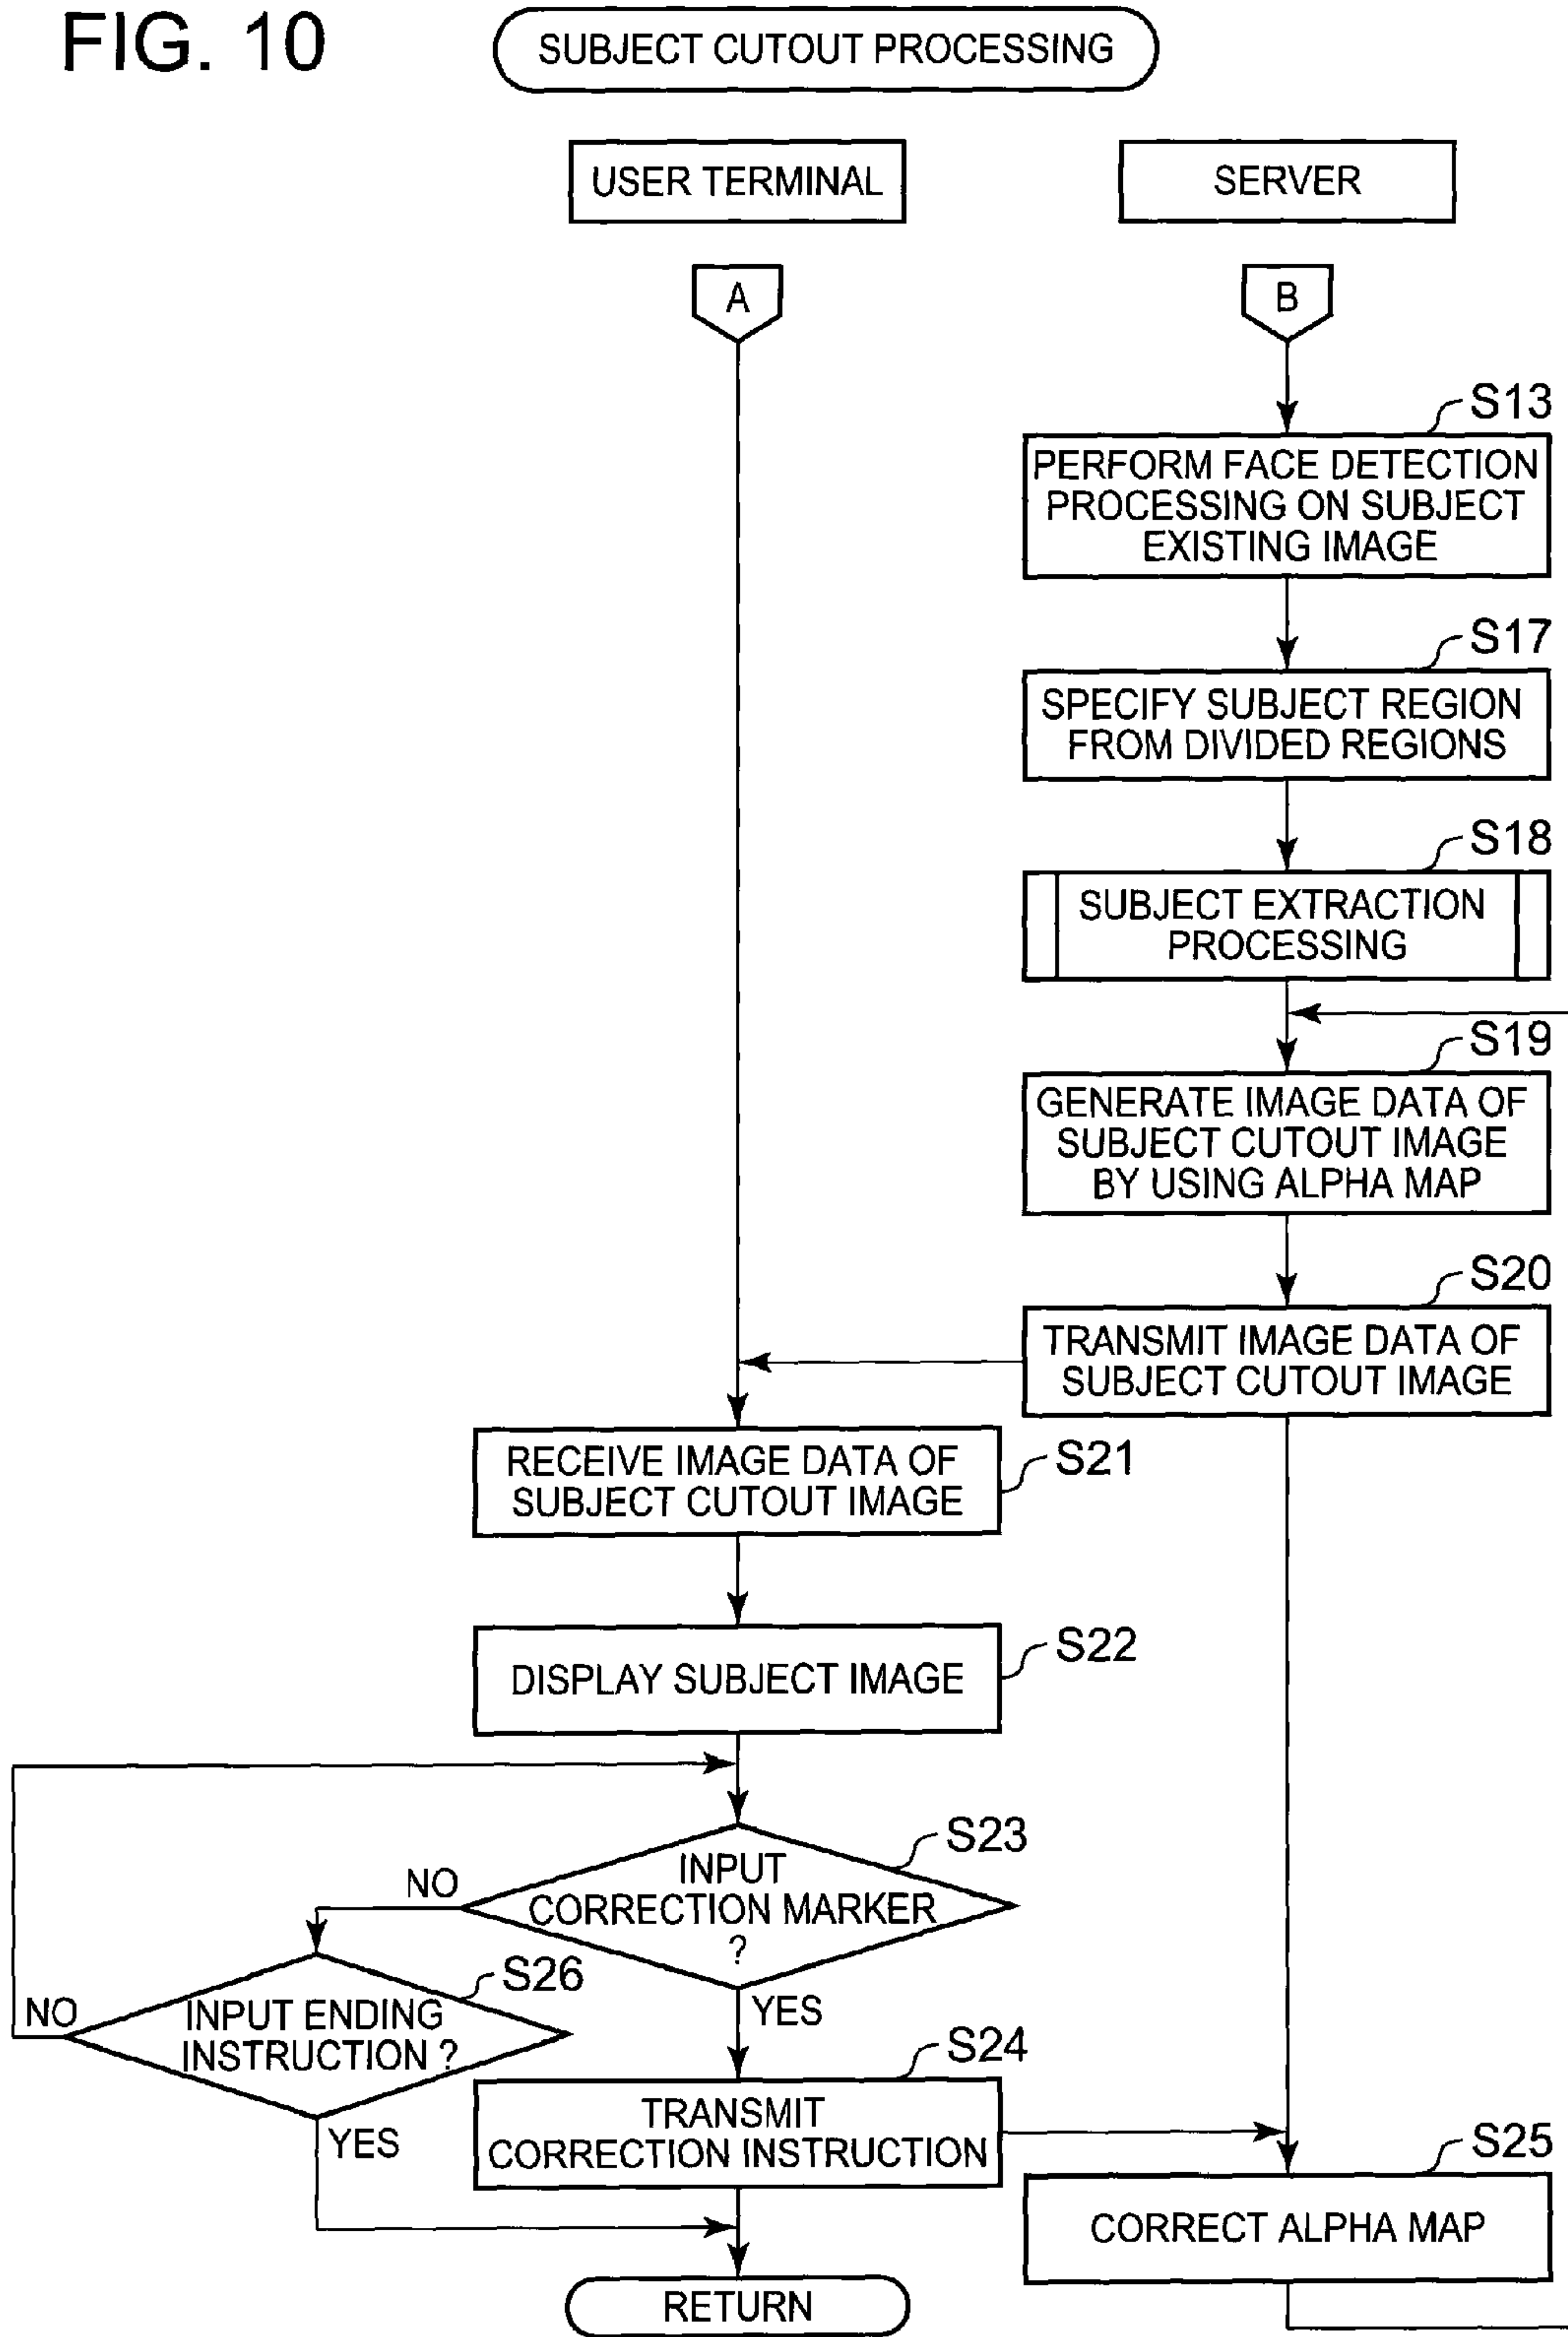 FIG. 10
SUBJECT CUTOUT PROCESSING
USER TERMINAL
SERVER
A
B
S13
PERFORM FACE DETECTION
PROCESSING ON SUBJECT
EXISTING IMAGE
S17
SPECIFY SUBJECT REGION
FROM DIVIDED REGIONS
S18
SUBJECT EXTRACTION
PROCESSING
S19
GENERATE IMAGE DATA OF
SUBJECT CUTOUT IMAGE
BY USING ALPHA MAP
S20
TRANSMIT IMAGE DATA OF
SUBJECT CUTOUT IMAGE
RECEIVE IMAGE DATA OF
SUBJECT CUTOUT IMAGE
S21
DISPLAY SUBJECT IMAGE
S22
S23
INPUT
CORRECTION MARKER
?
NO
YES
S26
INPUT ENDING
INSTRUCTION ?
NO
YES
S24
TRANSMIT
CORRECTION INSTRUCTION
S25
CORRECT ALPHA MAP
RETURN